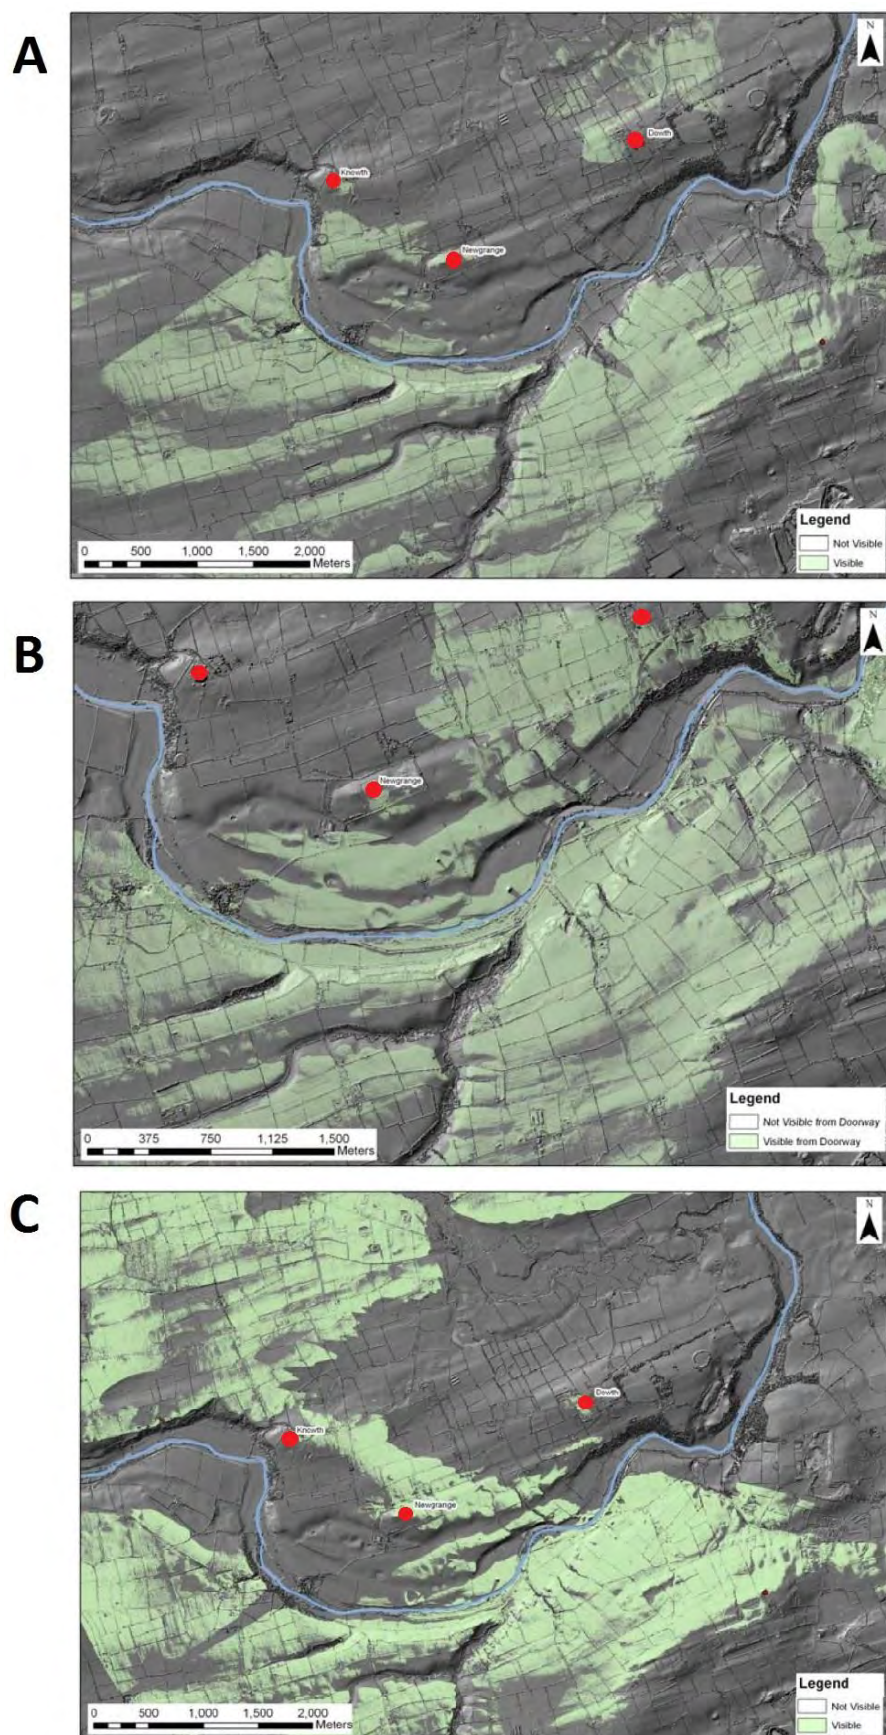 A
N
Dowth
Knowth
Newgrange
Legend
Not Visible
Visible
0 500 1,000 1,500 2,000
Meters
B
N
Newgrange
Legend
Not Visible from Doorway
Visible from Doorway
0 375 750 1,125 1,500
Meters
C
N
Dowth
Knowth
Newgrange
Legend
Not Visible
Visible
0 500 1,000 1,500 2,000
Meters